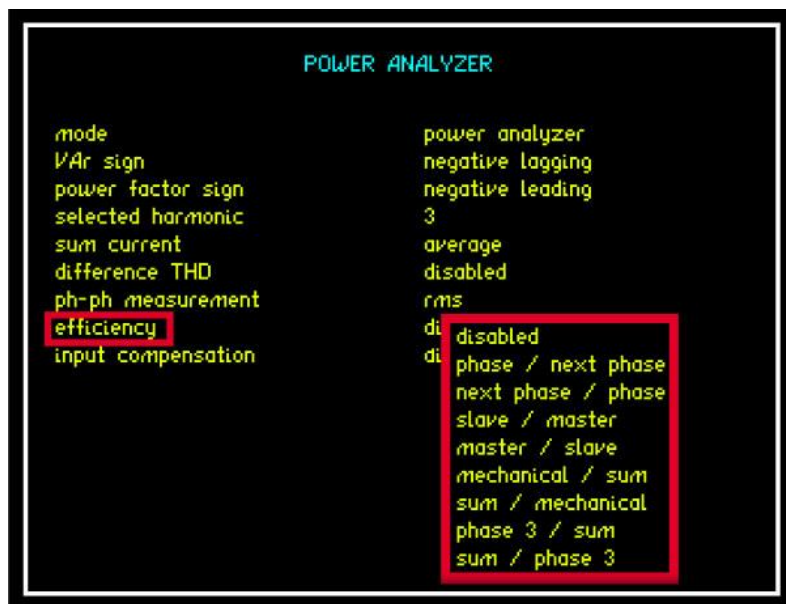 POWER ANALYZER
mode power analyzer
VAr sign negative lagging
power factor sign negative leading
selected harmonic 3
sum current average
difference THD disabled
ph-ph measurement rms
efficiency di
input compensation di
disabled
phase / next phase
next phase / phase
slave / master
master / slave
mechanical / sum
sum / mechanical
phase 3 / sum
sum / phase 3